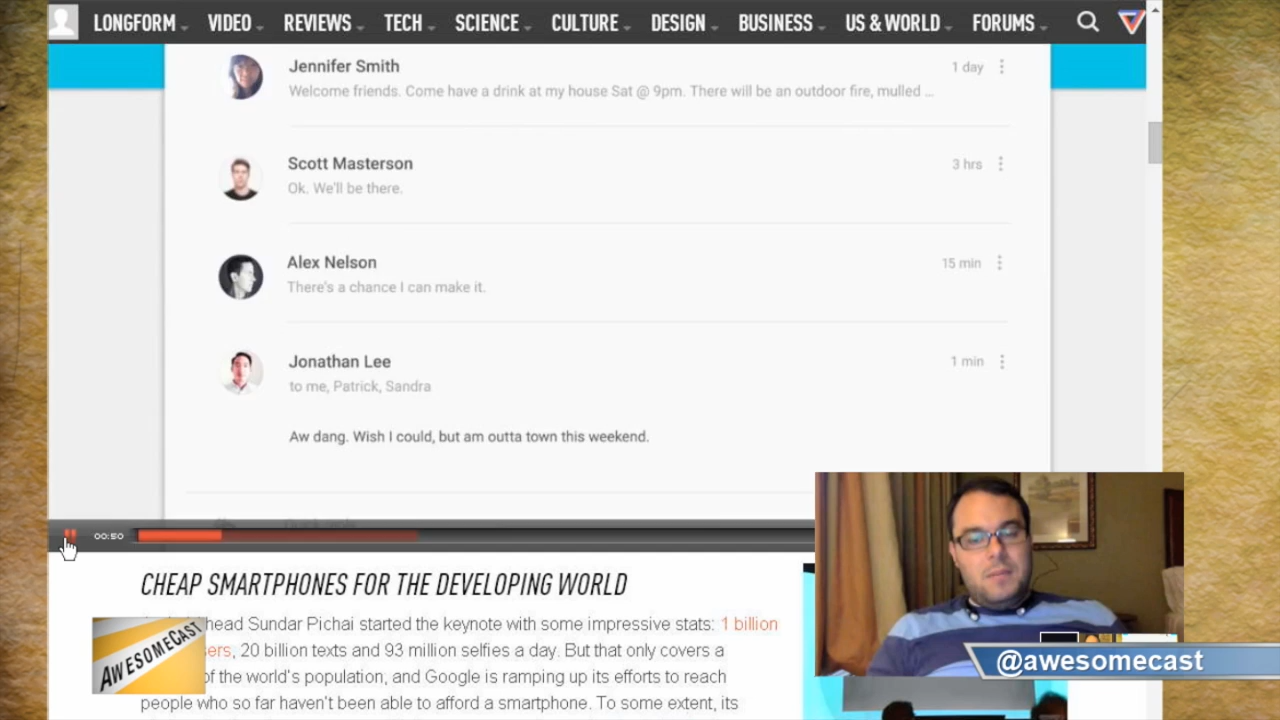 LONGFORM VIDEO REVIEWS TECH SCIENCE CULTURE DESIGN BUSINESS US & WORLD FORUMS
Jennifer Smith 1 day
Welcome friends. Come have a drink at my house Sat @ 9pm. There will be an outdoor fire, mulled ...
Scott Masterson 3 hrs
Ok. We'll be there.
Alex Nelson 15 min
There's a chance I can make it.
Jonathan Lee 1 min
to me, Patrick, Sandra
Aw dang. Wish I could, but am outta town this weekend.
00:50
CHEAP SMARTPHONES FOR THE DEVELOPING WORLD
head Sundar Pichai started the keynote with some impressive stats: 1 billion
ers, 20 billion texts and 93 million selfies a day. But that only covers a
of the world's population, and Google is ramping up its efforts to reach
people who so far haven't been able to afford a smartphone. To some extent, its
AWESOMECAST
@awesomecast